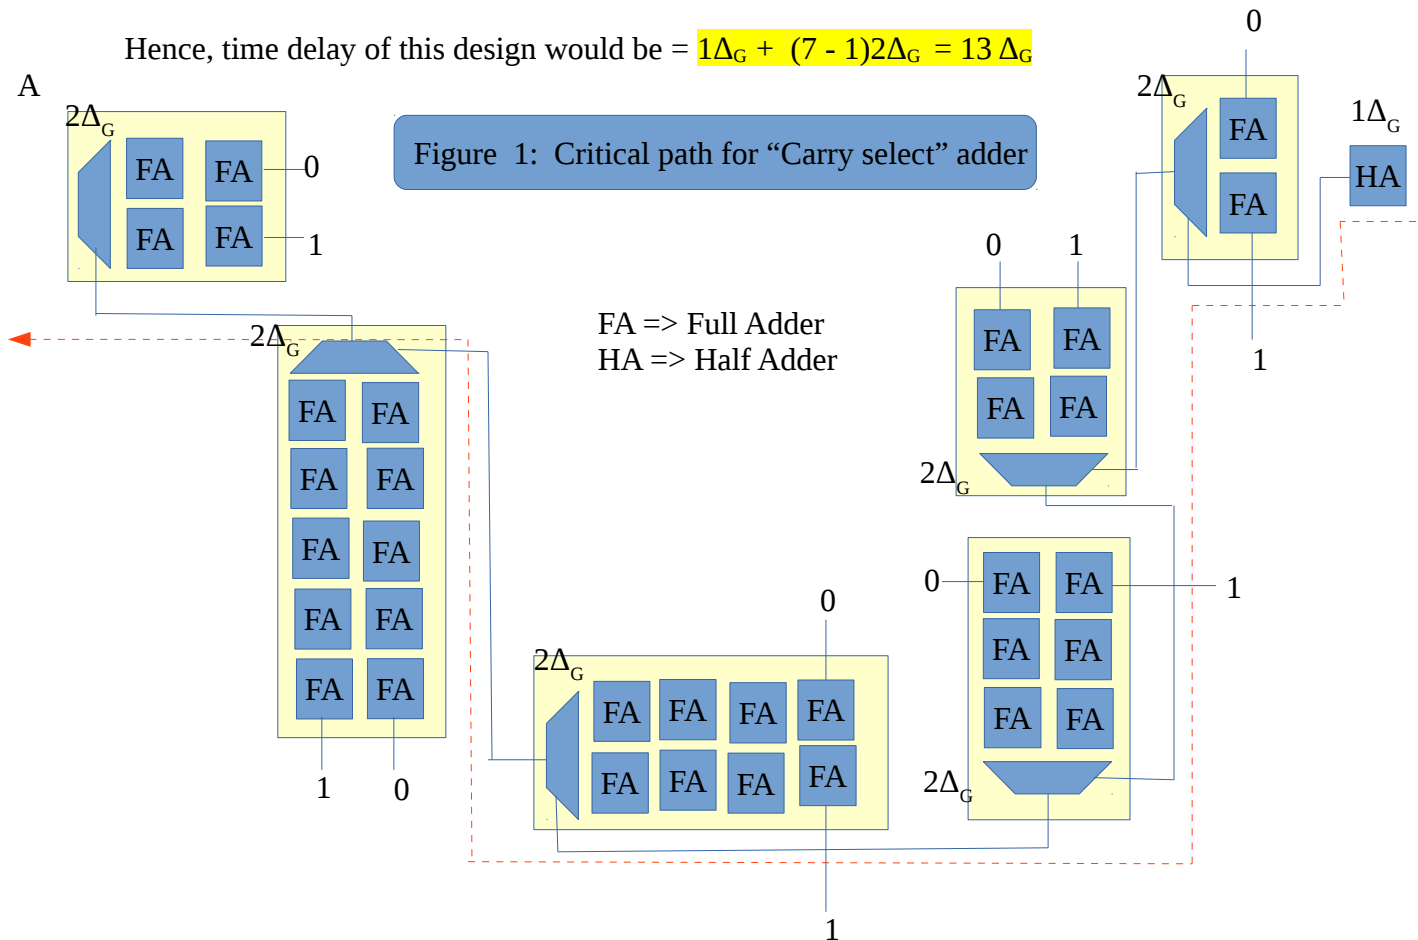 0
Hence, time delay of this design would be = 1ΔG + (7 - 1)2ΔG = 13 ΔG
A
2ΔG
FA
FA
0
FA
FA
1
Figure 1: Critical path for “Carry select” adder
2ΔG
FA
FA
1
1ΔG
HA
0
1
FA
FA
FA
FA
2ΔG
FA => Full Adder
HA => Half Adder
2ΔG
FA
FA
FA
FA
FA
FA
FA
FA
FA
FA
1
0
0
FA
FA
1
FA
FA
FA
FA
2ΔG
0
2ΔG
FA
FA
FA
FA
FA
FA
FA
FA
1